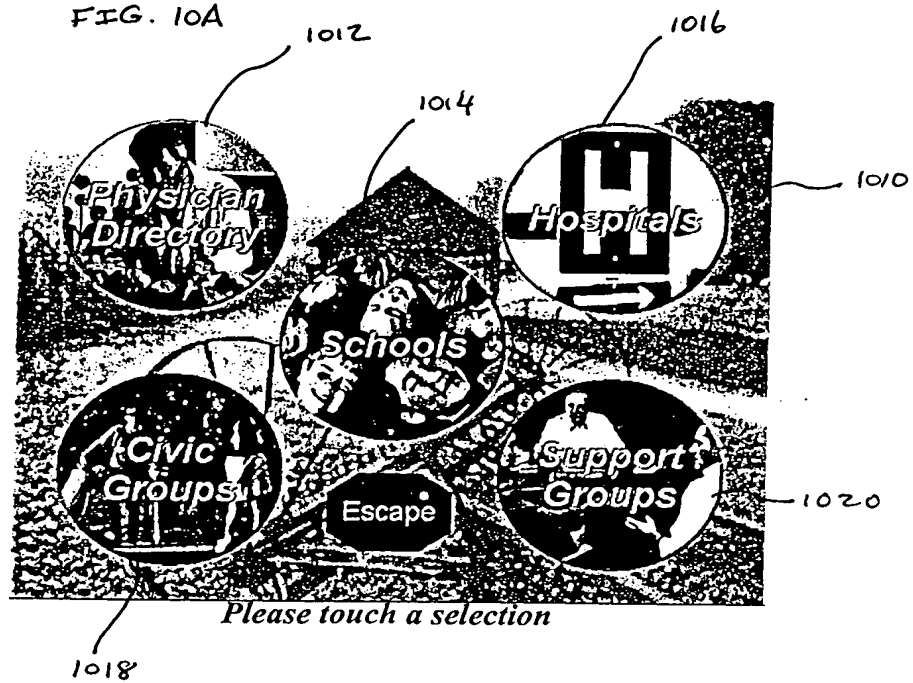 FIG. 10A
1012
1016
1014
1010
Physician
Directory
Hospitals
H
Schools
Civic
Groups
Support
Groups
1020
Escape
Please touch a selection
1018